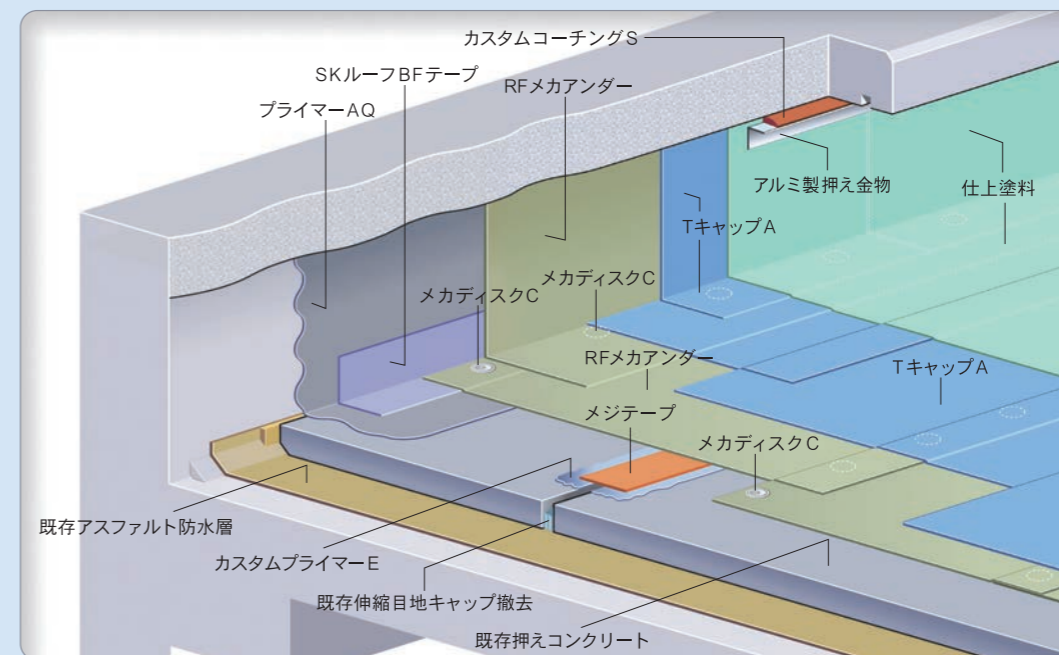 カスタムコーチングS
SKルーフBFテープ
RFメカアンダー
プライマーAQ
アルミ製押え金物
仕上塗料
TキャップA
メカディスクC
メカディスクC
RFメカアンダー
TキャップA
メジテープ
メカディスクC
既存アスファルト防水層
カスタムプライマーE
既存伸縮目地キャップ撤去
既存押えコンクリート